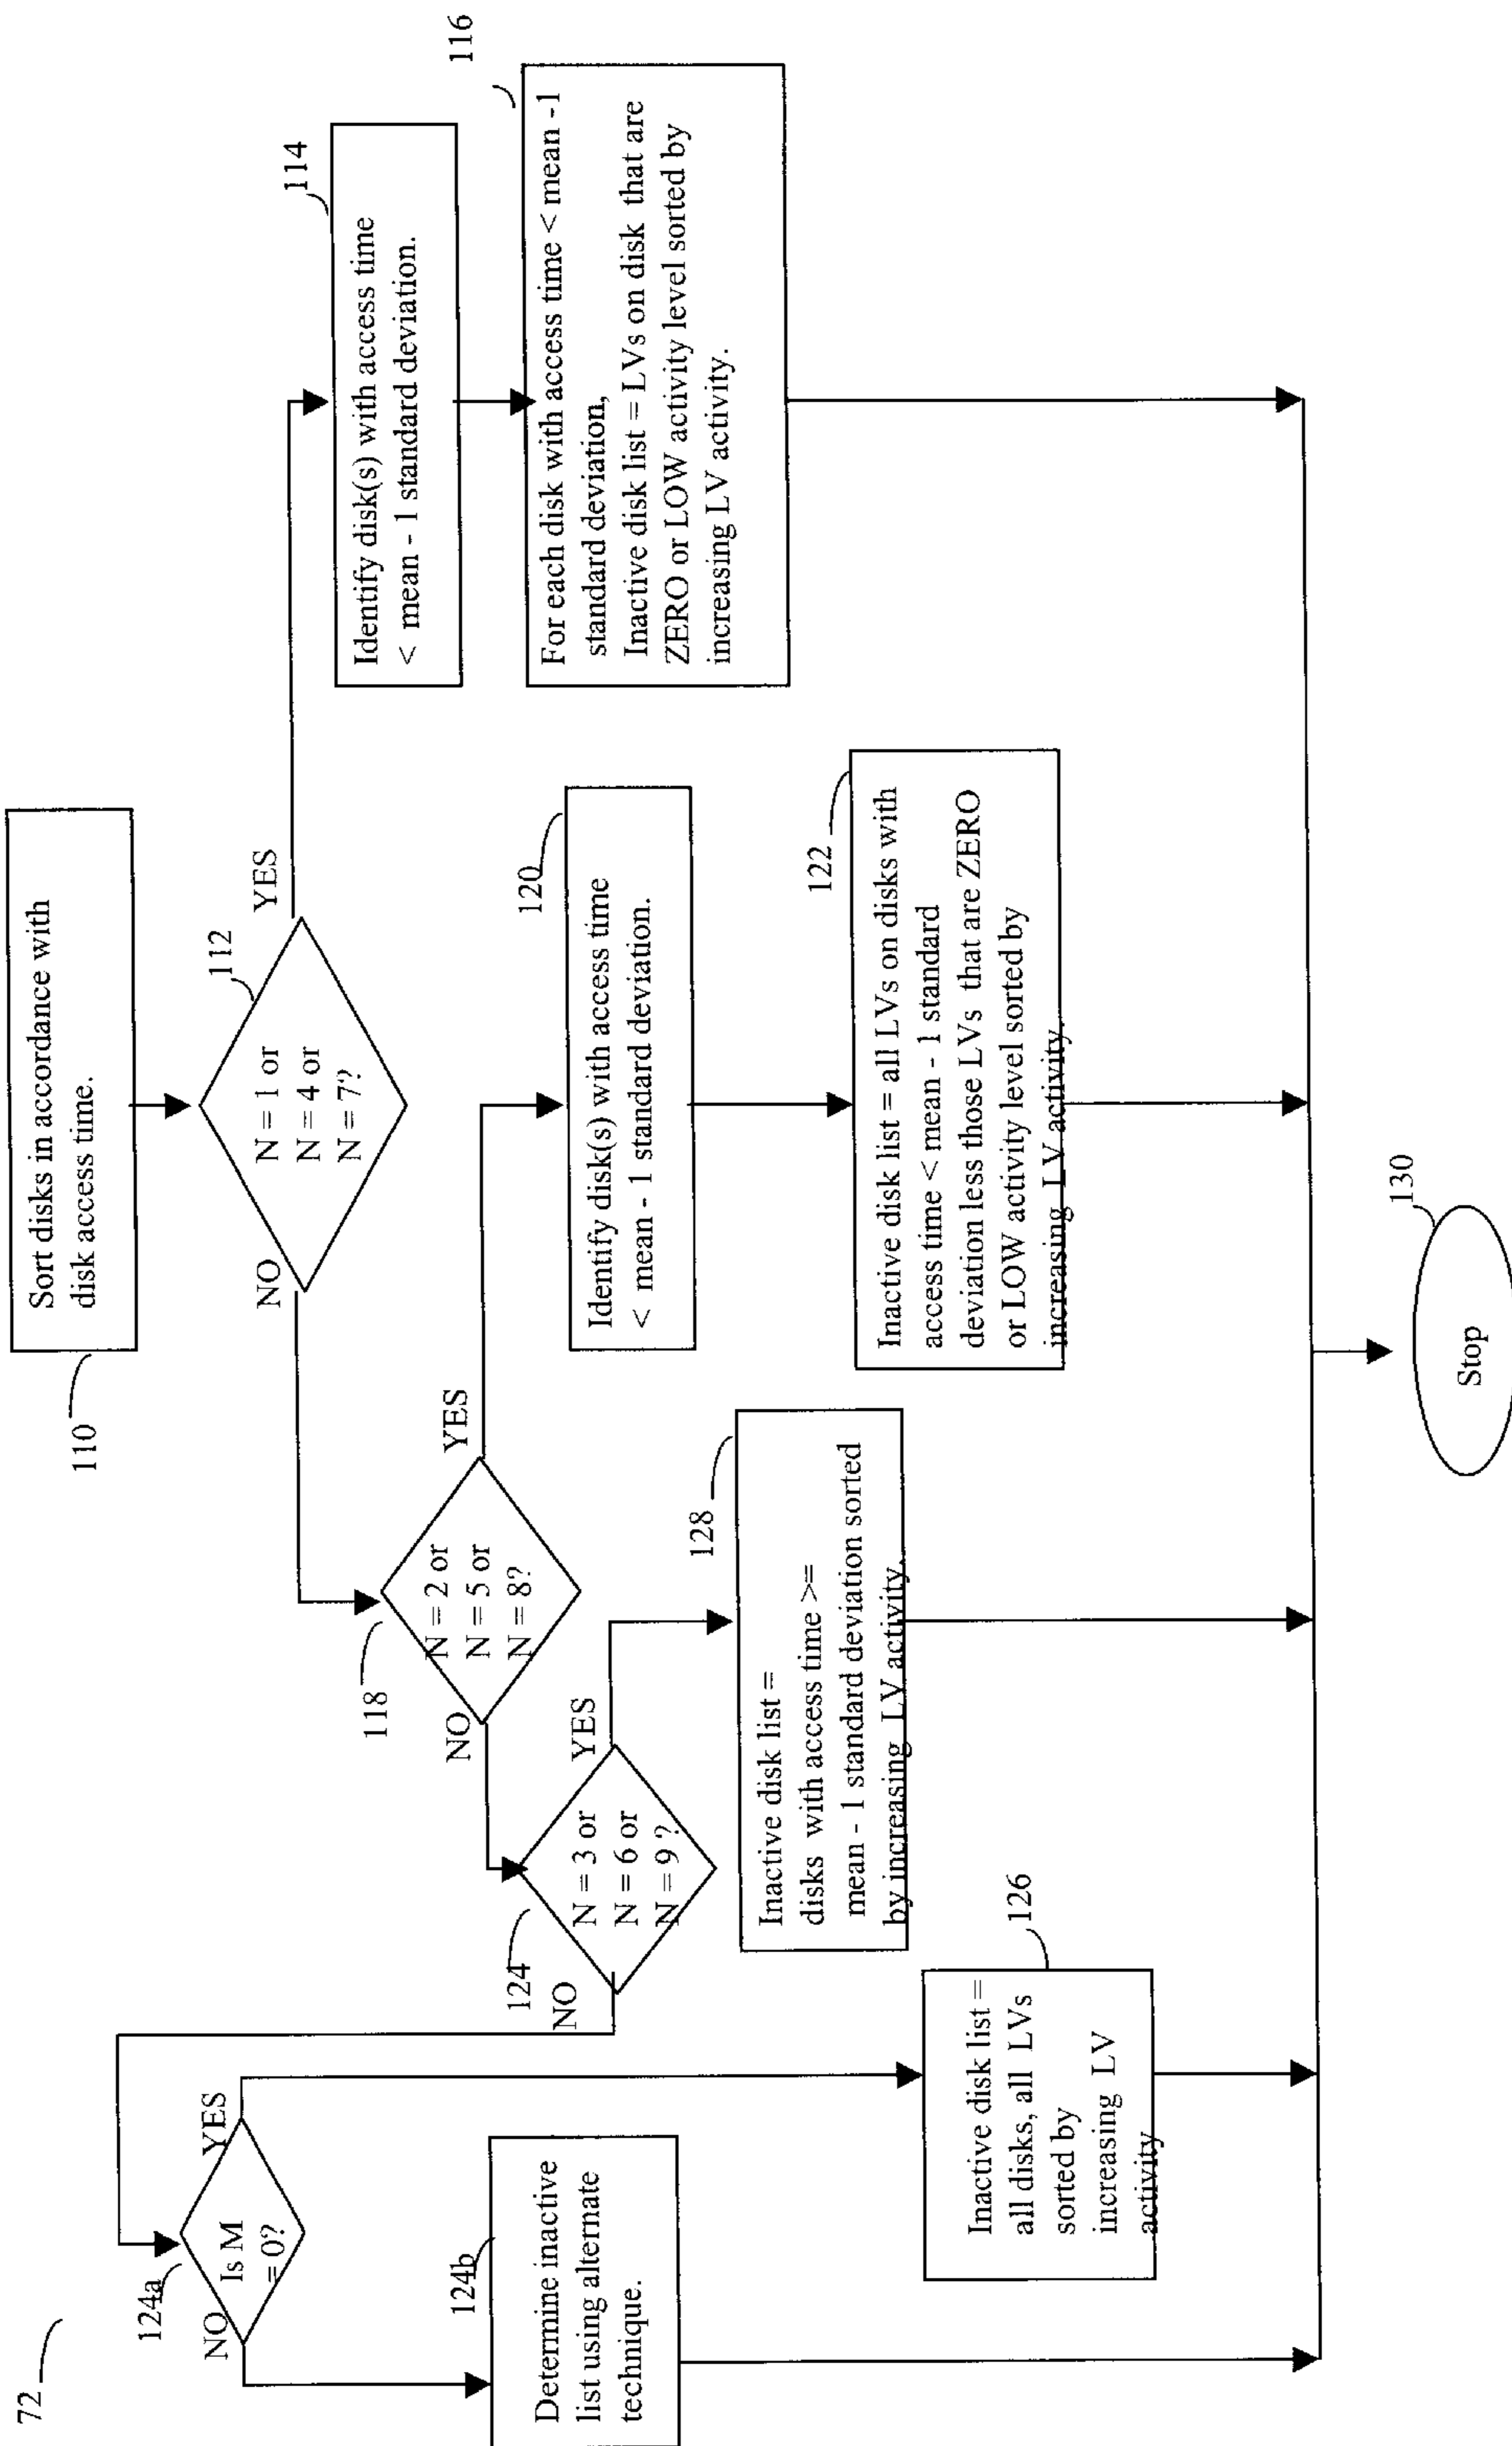 72
110
Sort disks in accordance with
disk access time.
112
N = 1 or
N = 4 or
N = 7?
YES
NO
114
Identify disk(s) with access time
< mean - 1 standard deviation.
116
For each disk with access time < mean -1
standard deviation,
Inactive disk list = LVs on disk that are
ZERO or LOW activity level sorted by
increasing LV activity.
118
N = 2 or
N = 5 or
N = 8?
YES
NO
120
Identify disk(s) with access time
< mean - 1 standard deviation.
122
Inactive disk list = all LVs on disks with
access time < mean - 1 standard
deviation less those LVs that are ZERO
or LOW activity level sorted by
increasing LV activity.
124
N = 3 or
N = 6 or
N = 9 ?
YES
NO
128
Inactive disk list =
disks with access time >=
mean - 1 standard deviation sorted
by increasing LV activity.
124a
Is M
= 0?
YES
NO
124b
Determine inactive
list using alternate
technique.
126
Inactive disk list =
all disks, all LVs
sorted by
increasing LV
activity
130
Stop